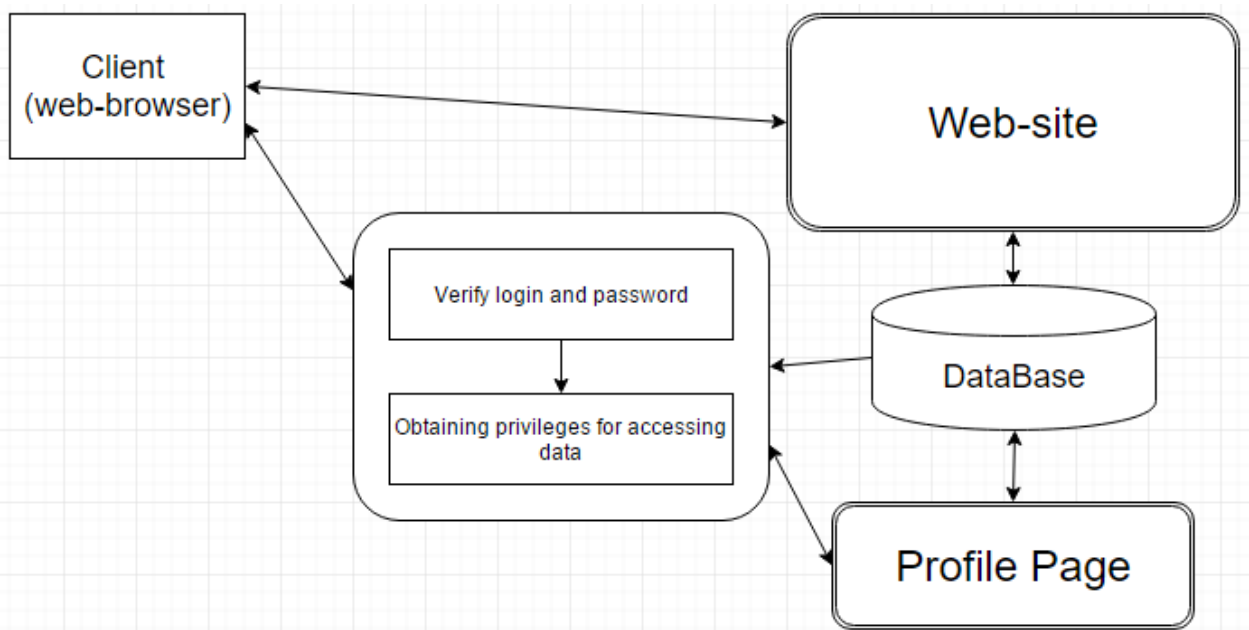 Client
(web-browser)
Web-site
Verify login and password
DataBase
Obtaining privileges for accessing
data
Profile Page